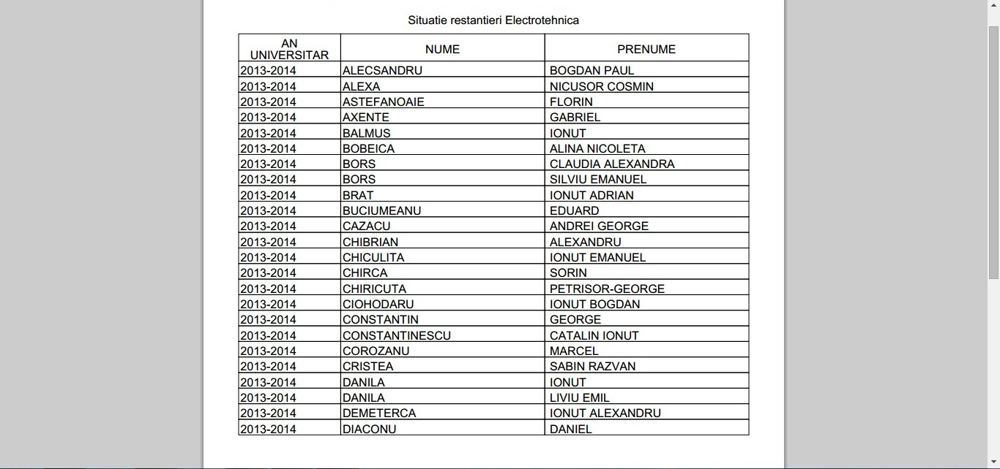 Situatie restantieri Electrotehnica
AN UNIVERSITAR NUME PRENUME
2013-2014 ALECSANDRU BOGDAN PAUL
2013-2014 ALEXA NICUSOR COSMIN
2013-2014 ASTEFANOAIE FLORIN
2013-2014 AXENTE GABRIEL
2013-2014 BALMUS IONUT
2013-2014 BOBEICA ALINA NICOLETA
2013-2014 BORS CLAUDIA ALEXANDRA
2013-2014 BORS SILVIU EMANUEL
2013-2014 BRAT IONUT ADRIAN
2013-2014 BUCIUMEANU EDUARD
2013-2014 CAZACU ANDREI GEORGE
2013-2014 CHIBRIAN ALEXANDRU
2013-2014 CHICULITA IONUT EMANUEL
2013-2014 CHIRCA SORIN
2013-2014 CHIRICUTA PETRISOR-GEORGE
2013-2014 CIOHODARU IONUT BOGDAN
2013-2014 CONSTANTIN GEORGE
2013-2014 CONSTANTINESCU CATALIN IONUT
2013-2014 COROZANU MARCEL
2013-2014 CRISTEA SABIN RAZVAN
2013-2014 DANILA IONUT
2013-2014 DANILA LIVIU EMIL
2013-2014 DEMETERCA IONUT ALEXANDRU
2013-2014 DIACONU DANIEL